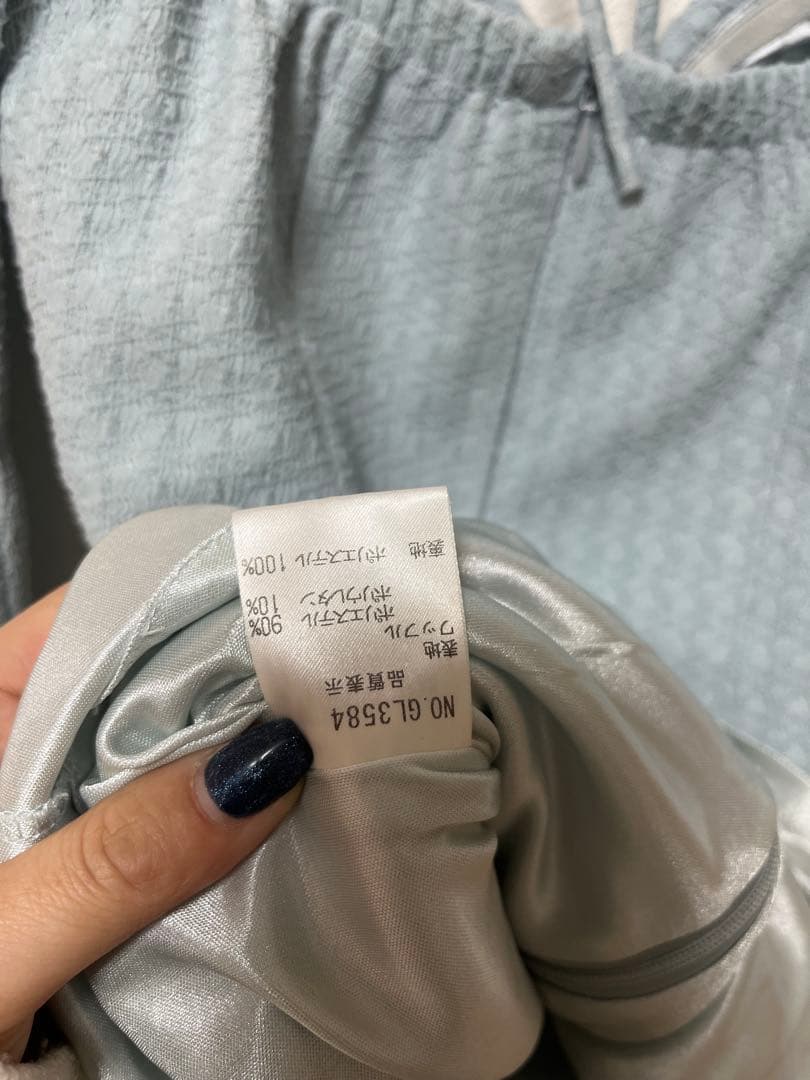 NO.GL3584
品質表示
表地
ワッフル
ポリエステル 90%
ポリウレタン 10%
表地 ポリエステル 100%